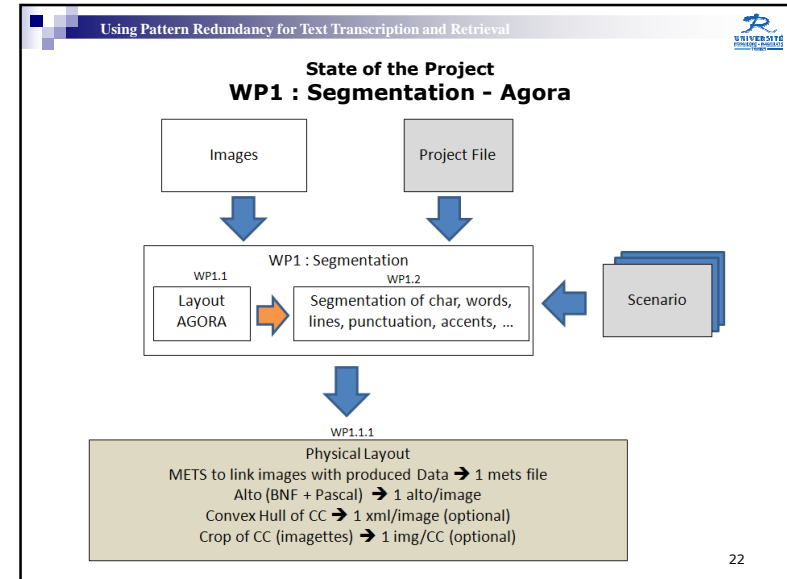 Using Pattern Redundancy for Text Transcription and Retrieval
UNIVERSITÉ
State of the Project
WP1 : Segmentation - Agora
Images
Project File
WP1 : Segmentation
WP1.1
WP1.2
Layout
AGORA
Segmentation of char, words,
lines, punctuation, accents, ...
Scenario
WP1.1.1
Physical Layout
METS to link images with produced Data ➔ 1 mets file
Alto (BNF + Pascal) ➔ 1 alto/image
Convex Hull of CC ➔ 1 xml/image (optional)
Crop of CC (imagettes) ➔ 1 img/CC (optional)
22